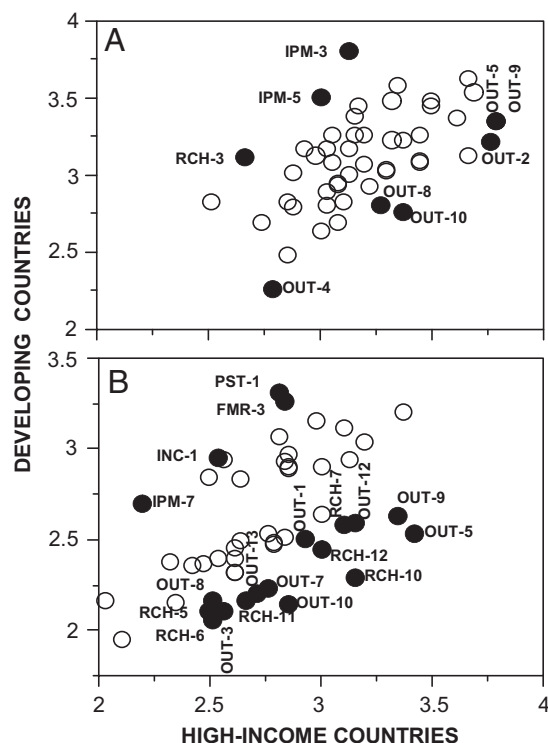 DEVELOPING COUNTRIES
4
3.5
3
2.5
2
A
IPM-3
IPM-5
RCH-3
OUT-5
OUT-9
OUT-2
OUT-8
OUT-10
OUT-4
3.5
3
2.5
2
B
PST-1
FMR-3
INC-1
IPM-7
OUT-1
RCH-7
OUT-12
OUT-9
OUT-5
RCH-12
RCH-10
OUT-13
OUT-8
OUT-7
RCH-5
OUT-10
RCH-11
RCH-6
OUT-3
2
2.5
3
3.5
4
HIGH-INCOME COUNTRIES